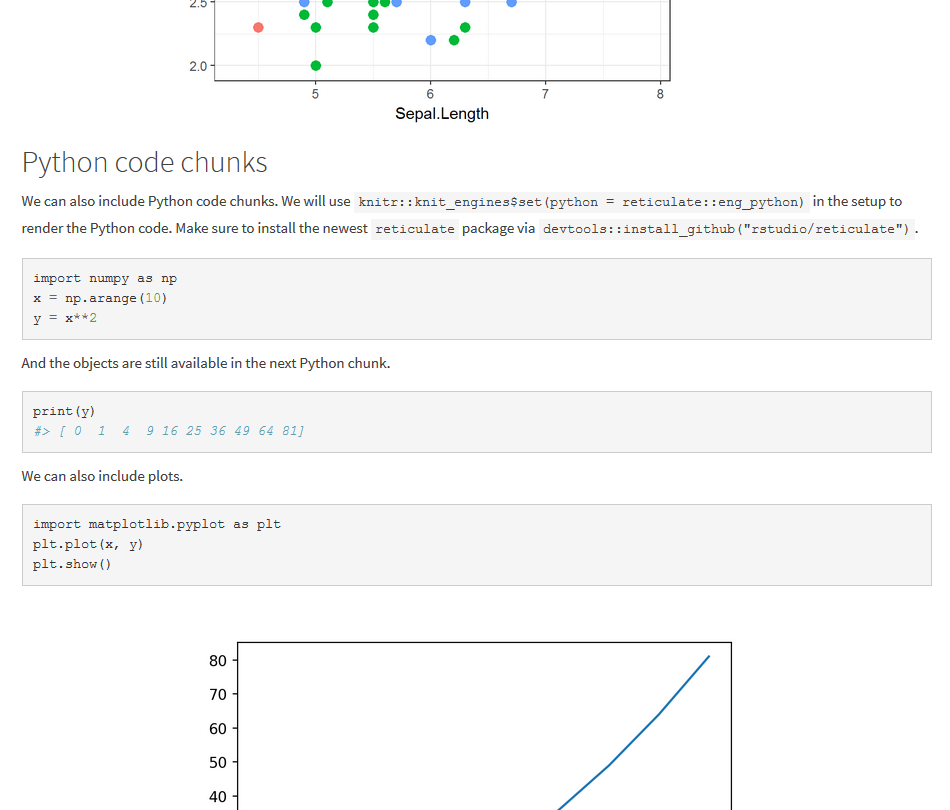 2.5
2.0
5 6 7 8
Sepal.Length
Python code chunks
We can also include Python code chunks. We will use knitr::knit_engines$set(python = reticulate::eng_python) in the setup to
render the Python code. Make sure to install the newest reticulate package via devtools::install_github("rstudio/reticulate") .
import numpy as np
x = np.arange(10)
y = x**2
And the objects are still available in the next Python chunk.
print(y)
#> [ 0  1  4  9 16 25 36 49 64 81]
We can also include plots.
import matplotlib.pyplot as plt
plt.plot(x, y)
plt.show()
80
70
60
50
40